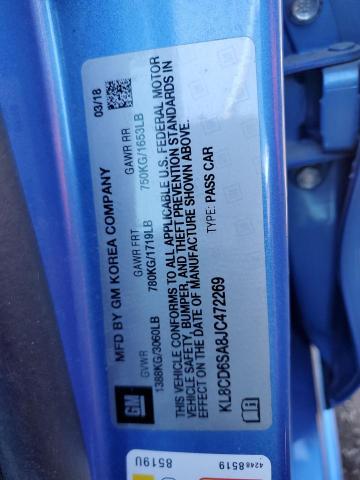 MFD BY GM KOREA COMPANY
03/18
GVWR
GAWR FRT
GAWR RR
1388KG/3060LB
780KG/1719LB
750KG/1653LB
THIS VEHICLE CONFORMS TO ALL APPLICABLE U.S. FEDERAL MOTOR
VEHICLE SAFETY, BUMPER, AND THEFT PREVENTION STANDARDS IN
EFFECT ON THE DATE OF MANUFACTURE SHOWN ABOVE.
TYPE: PASS CAR
KL8CD6SA8JC472269
GM
8519U
42488519